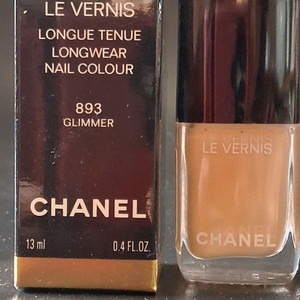 LE VERNIS
LONGUE TENUE
LONGWEAR
NAIL COLOUR
893
GLIMMER
CHANEL
13 ml 0.4 FL.OZ.
LE VERNIS
CHANEL